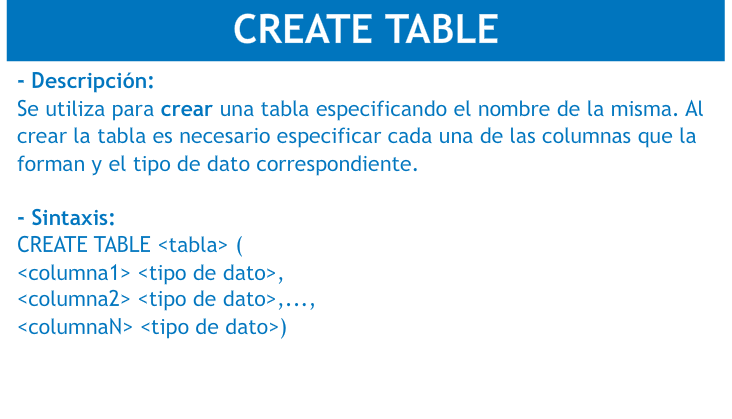 CREATE TABLE
- Descripción:
Se utiliza para crear una tabla especificando el nombre de la misma. Al
crear la tabla es necesario especificar cada una de las columnas que la
forman y el tipo de dato correspondiente.
- Sintaxis:
CREATE TABLE <tabla> (
<columna1> <tipo de dato>,
<columna2> <tipo de dato>,...,
<columnaN> <tipo de dato>)